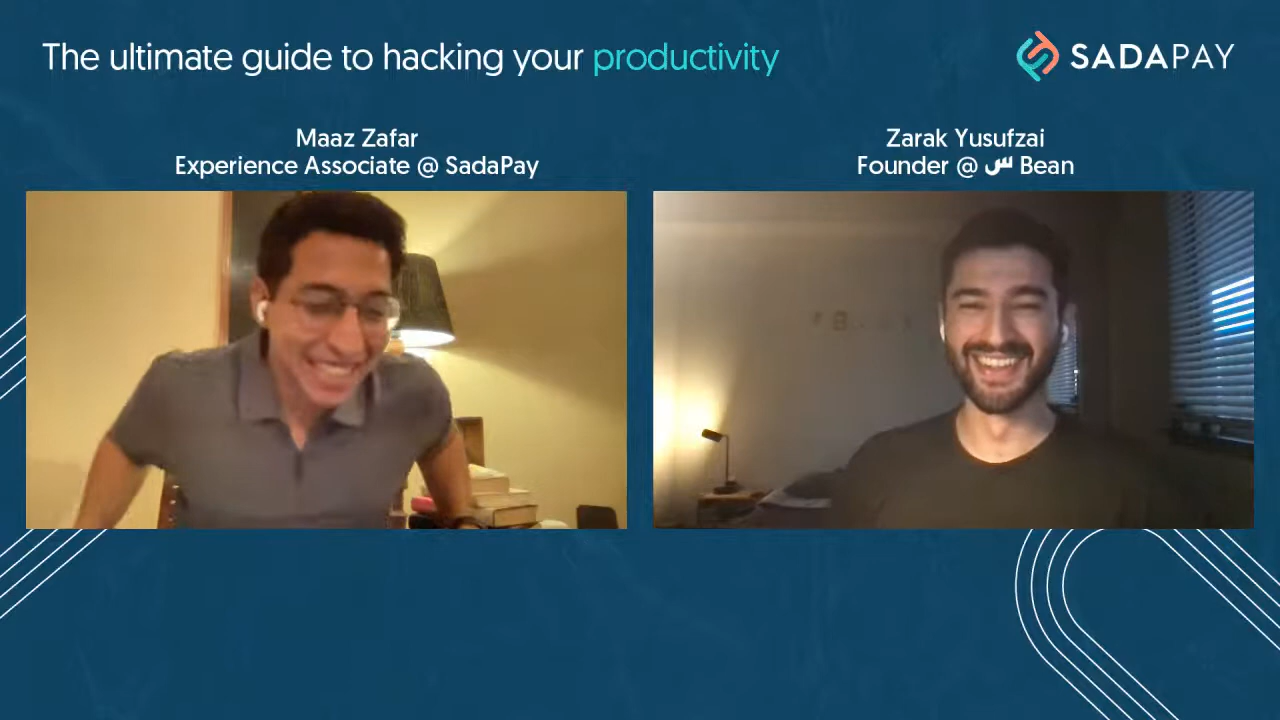 The ultimate guide to hacking your productivity
SADAPAY
Maaz Zafar
Experience Associate @ SadaPay
Zarak Yusufzai
Founder @ س Bean